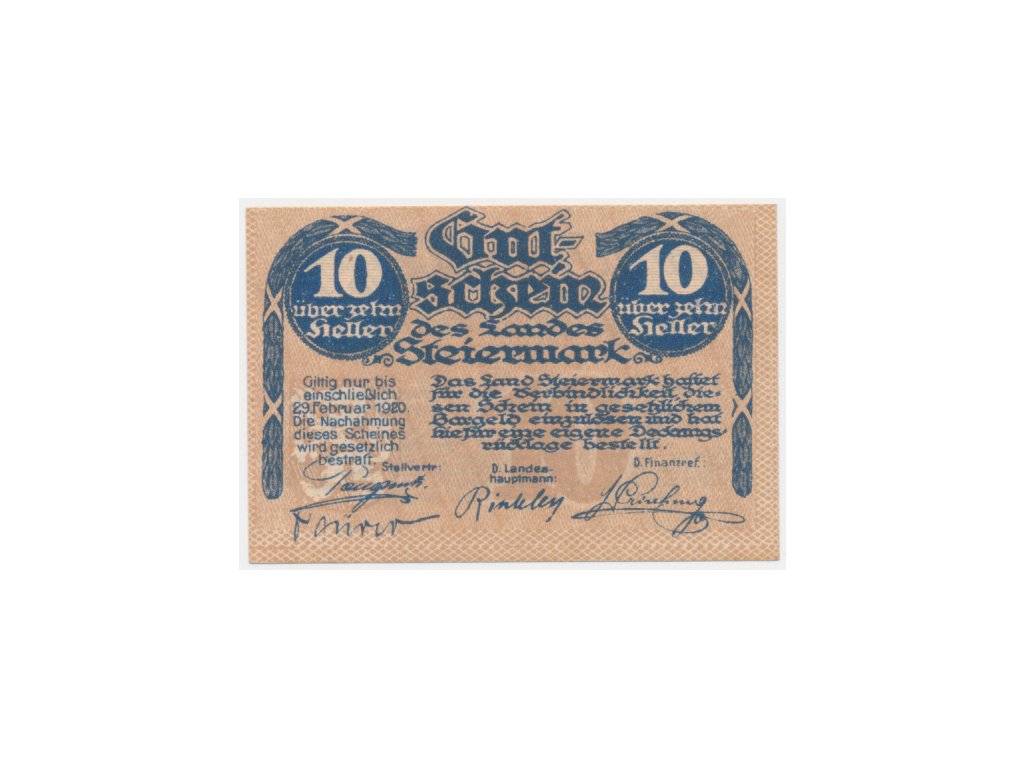 Gut-
schein
des Landes
Steiermark
10
über zehn
Heller
10
über zehn
Heller
Giltig nur bis
einschließlich
29. Februar 1920.
Die Nachahmung
dieses Scheines
wird gesetzlich
bestraft.
Das Land Steiermark haftet
für die Verbindlichkeit die-
sen Schein in gesetzlichem
Bargeld einzulösen und hat
hiefür eine eigene Deckungs-
rücklage bestellt.
Stellvertr:
D. Landes-
hauptmann:
D. Finanzref.:
Rintelen